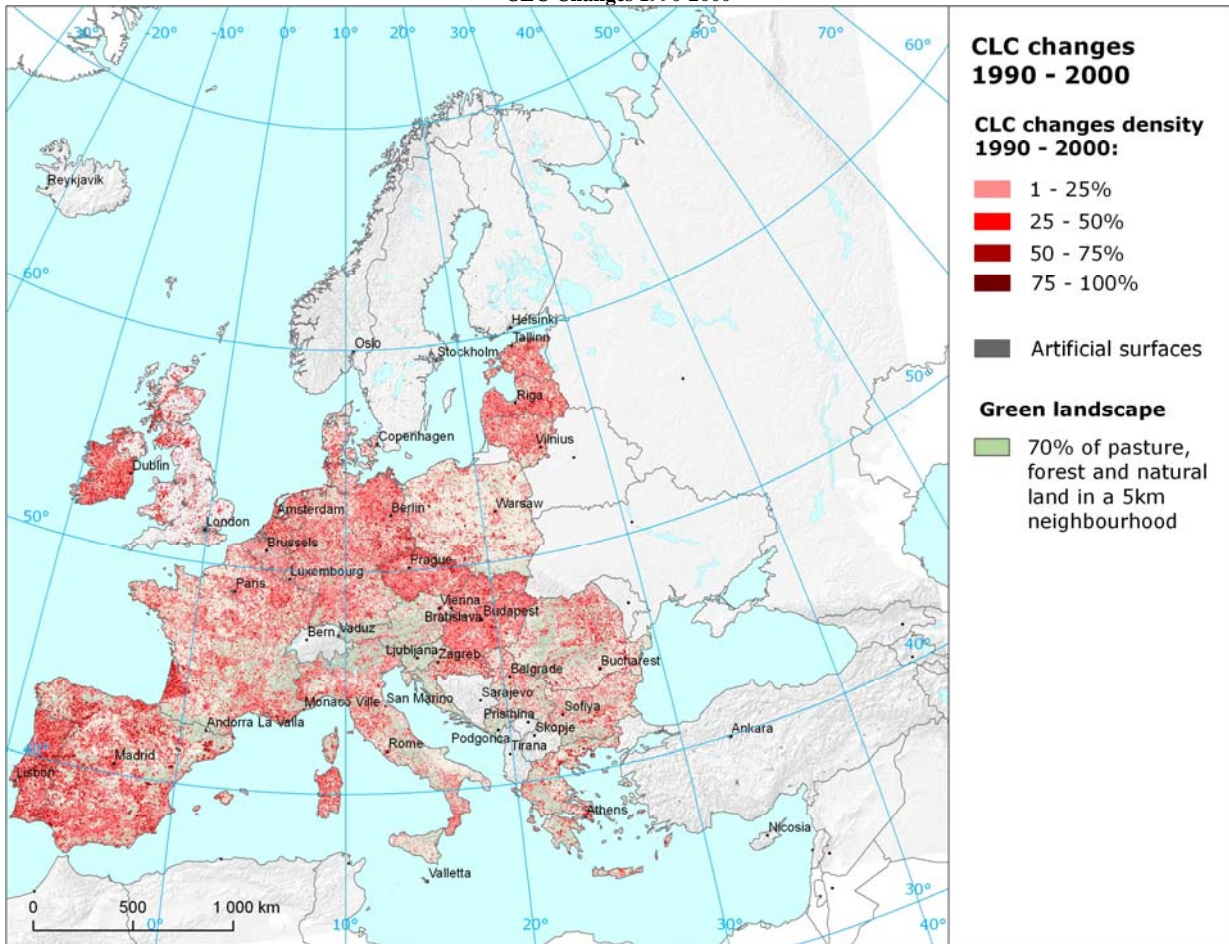 CLC Changes 1990-2000
-30°
-20°
-10°
0°
10°
20°
30°
40°
50°
60°
70°
60°
Reykjavik
60°
50°
Helsinki
Tallinn
Oslo
Stockholm
Riga
Copenhagen
Vilnius
Dublin
50°
London
Amsterdam
Berlin
Warsaw
Brussels
Prague
Luxembourg
Paris
Vienna
Bratislava
Budapest
Bern
Vaduz
Ljubljana
Zagreb
40°
Belgrade
Bucharest
Monaco Ville
San Marino
Sarajevo
Sofiya
Andorra La Valla
Prishtina
Skopje
Podgorica
Tirana
Ankara
Rome
40°
Madrid
Lisbon
Athens
Nicosia
Valletta
30°
0
500
1 000 km
0°
10°
20°
30°
40°
CLC changes
1990 - 2000
CLC changes density
1990 - 2000:
1 - 25%
25 - 50%
50 - 75%
75 - 100%
Artificial surfaces
Green landscape
70% of pasture,
forest and natural
land in a 5km
neighbourhood